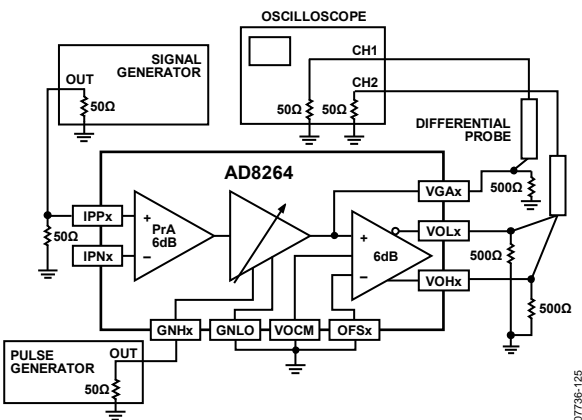 OSCILLOSCOPE
CH1
CH2
50Ω
50Ω
SIGNAL
GENERATOR
OUT
50Ω
DIFFERENTIAL
PROBE
AD8264
IPPx
50Ω
IPNx
+
PrA
6dB
–
+
6dB
–
VGAx
500Ω
VOLx
500Ω
VOHx
500Ω
GNHx
GNLO
VOCM
OFSx
PULSE
GENERATOR
OUT
50Ω
07736-125